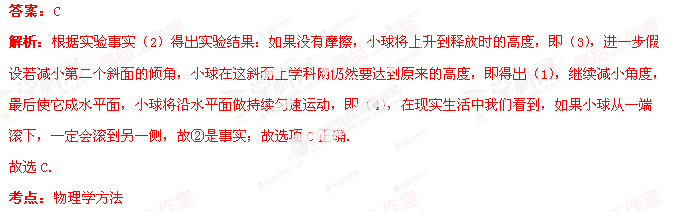 答案：C
解析：根据实验事实（2）得出实验结果：如果没有摩擦，小球将上升到释放时的高度，即（3），进一步假
设若减小第二个斜面的倾角，小球在这斜面上学科网仍然要达到原来的高度，即得出（1），继续减小角度，
最后使它成水平面，小球将沿水平面做持续匀速运动，即（4），在现实生活中我们看到，如果小球从一端
滚下，一定会滚到另一侧，故②是事实；故选项 C 正确．
故选 C．
考点：物理学方法